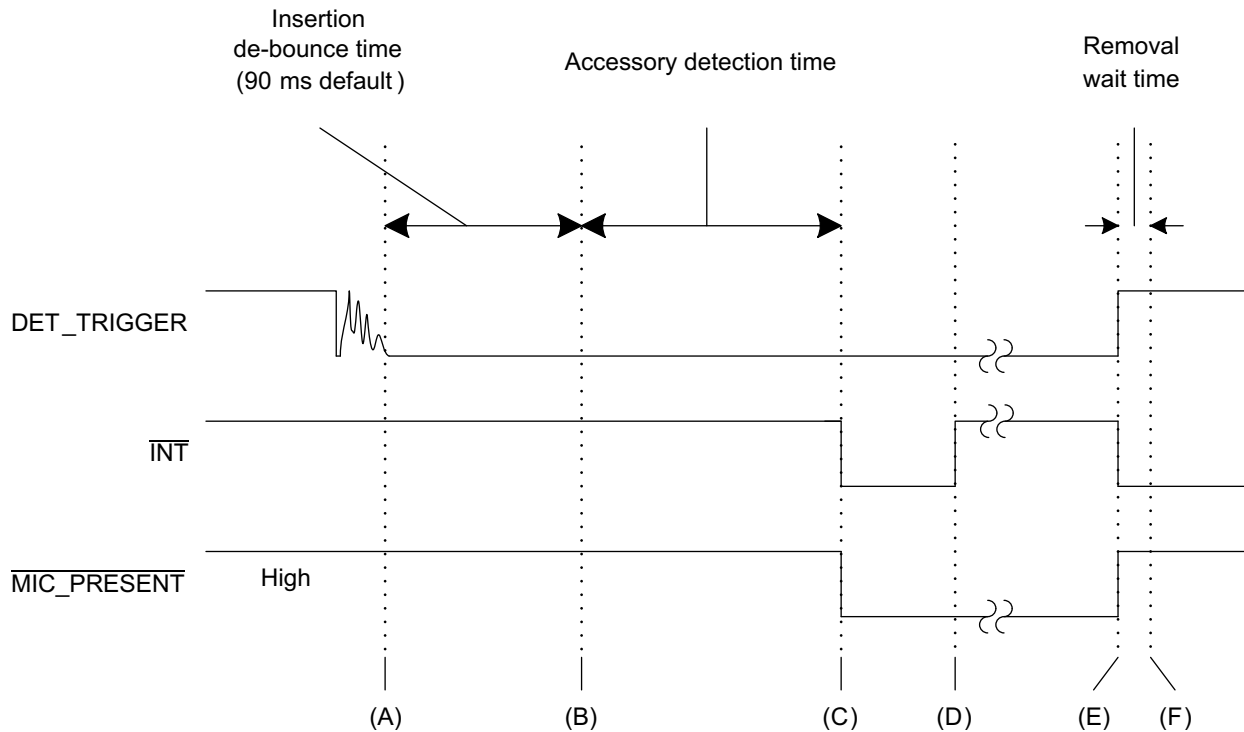 Insertion
de-bounce time
(90 ms default)
Accessory detection time
Removal
wait time
DET_TRIGGER
INT
MIC_PRESENT
High
(A)
(B)
(C)
(D)
(E)
(F)